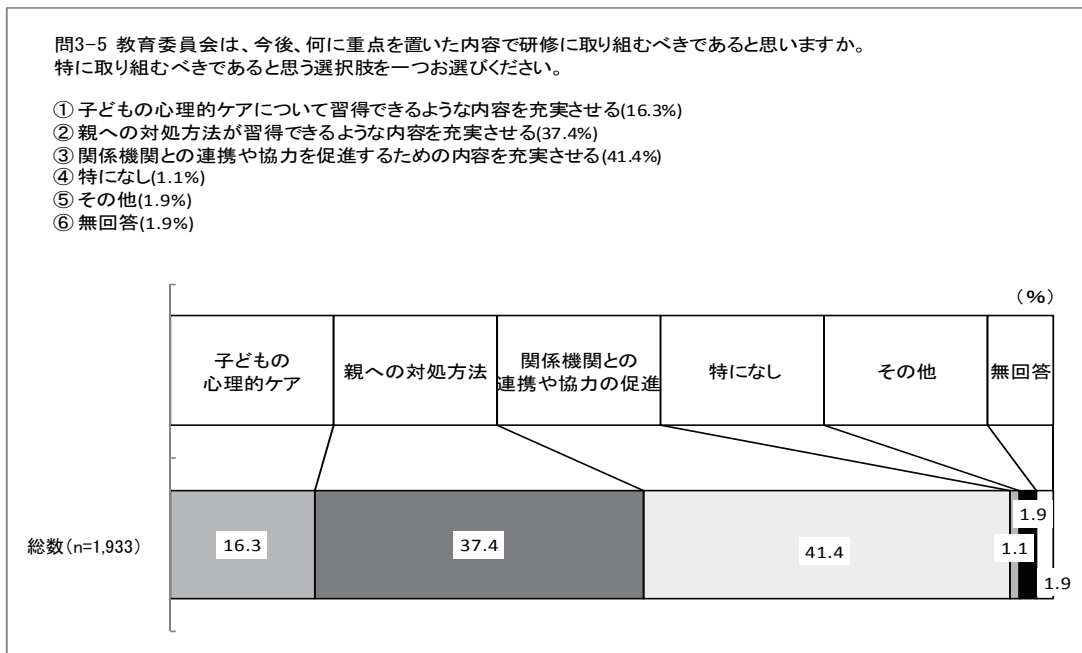 問3-5 教育委員会は、今後、何に重点を置いた内容で研修に取り組むべきであると思いますか。
特に取り組むべきであると思う選択肢を一つお選びください。
① 子どもの心理的ケアについて習得できるような内容を充実させる(16.3%)
② 親への対処方法が習得できるような内容を充実させる(37.4%)
③ 関係機関との連携や協力を促進するための内容を充実させる(41.4%)
④ 特になし(1.1%)
⑤ その他(1.9%)
⑥ 無回答(1.9%)
(%)
子どもの
心理的ケア
親への対処方法
関係機関との
連携や協力の促進
特になし
その他
無回答
総数(n=1,933)
16.3
37.4
41.4
1.1
1.9
1.9